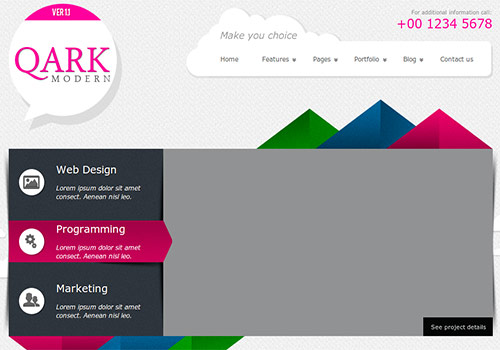 VER 1.1
QARK
MODERN
For additional information call:
+00 1234 5678
Make you choice
Home Features Pages Portfolio Blog Contact us
Web Design
Lorem ipsum dolor sit amet
consect. Aenean nisl leo.
Programming
Lorem ipsum dolor sit amet
consect. Aenean nisl leo.
Marketing
Lorem ipsum dolor sit amet
consect. Aenean nisl leo.
See project details